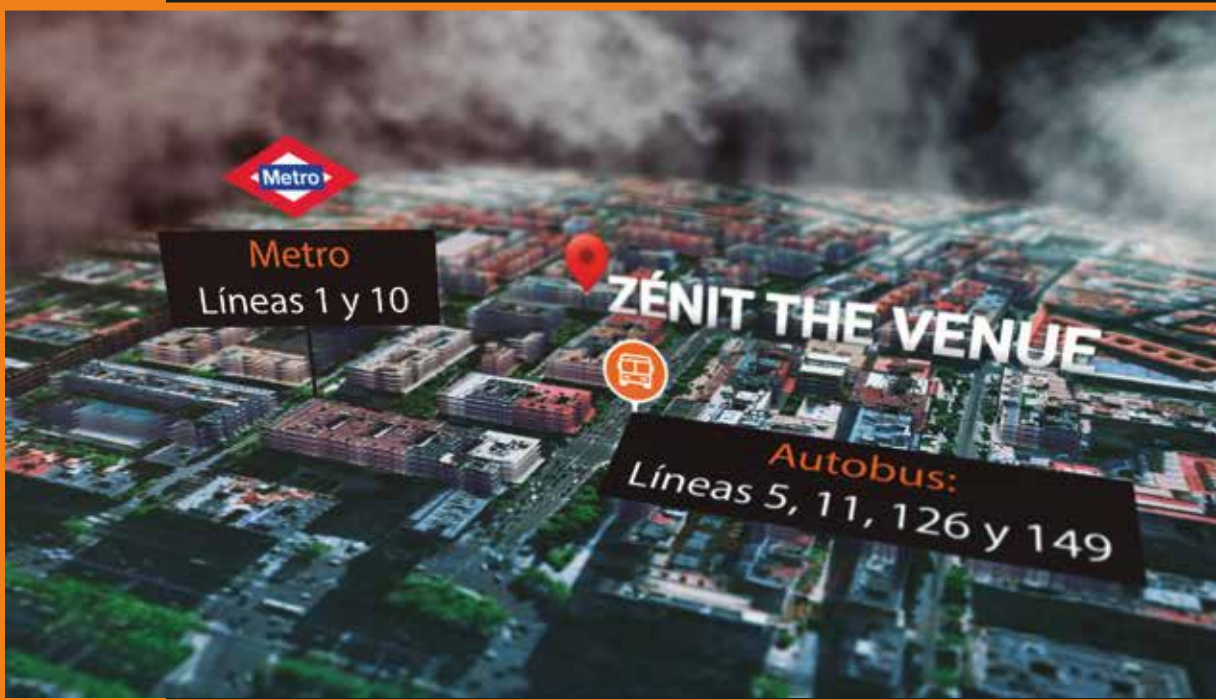 Metro
Metro
Líneas 1 y 10
ZÉNIT THE VENUE
Autobus:
Líneas 5, 11, 126 y 149